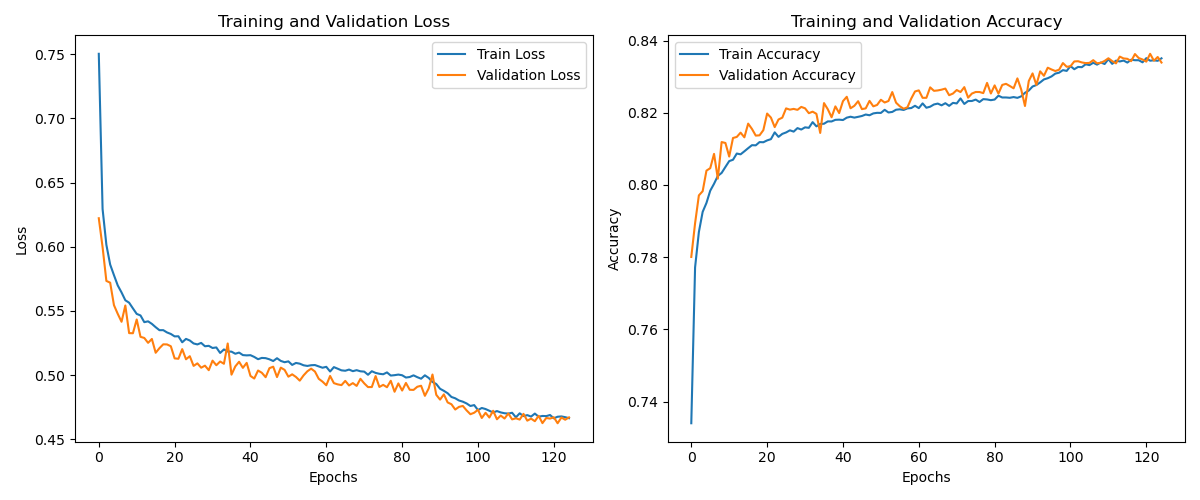 Training and Validation Loss
Train Loss
Validation Loss
0.75
0.70
0.65
0.60
0.55
0.50
0.45
Loss
0
20
40
60
80
100
120
Epochs
Training and Validation Accuracy
Train Accuracy
Validation Accuracy
0.84
0.82
0.80
0.78
0.76
0.74
Accuracy
0
20
40
60
80
100
120
Epochs